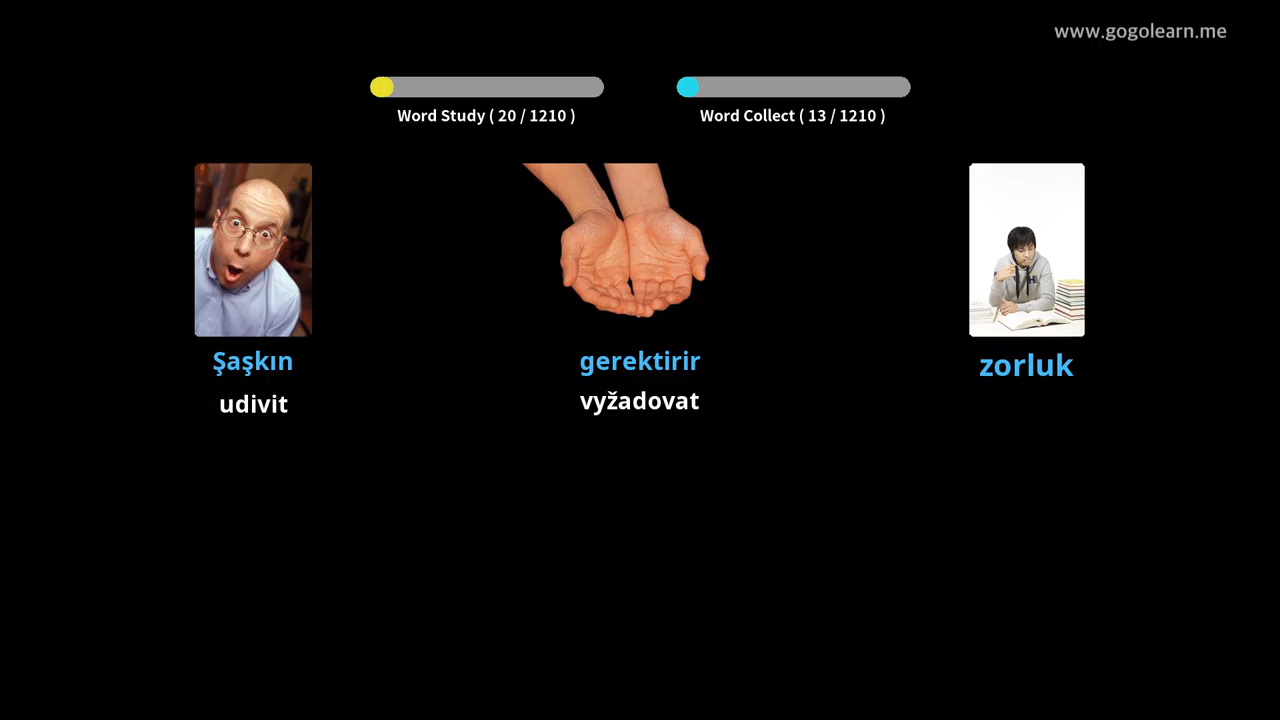 www.gogolearn.me
Word Study ( 20 / 1210 )
Word Collect ( 13 / 1210 )
Şaşkın
gerektirir
zorluk
udivit
vyžadovat